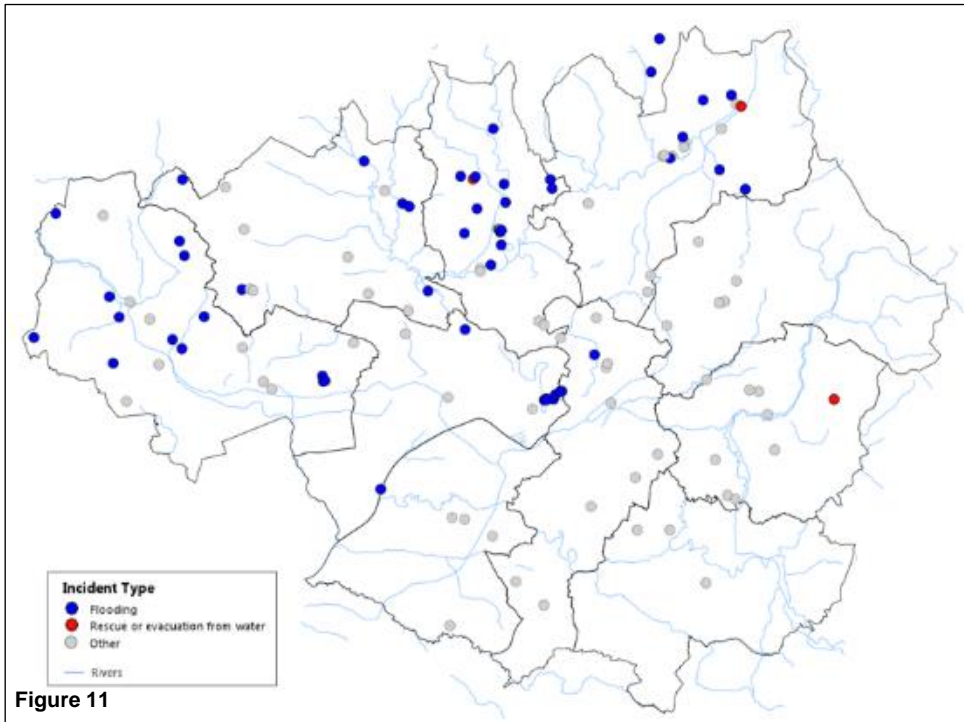 Incident Type
Flooding
Rescue or evacuation from water
Other
Rivers
Figure 11